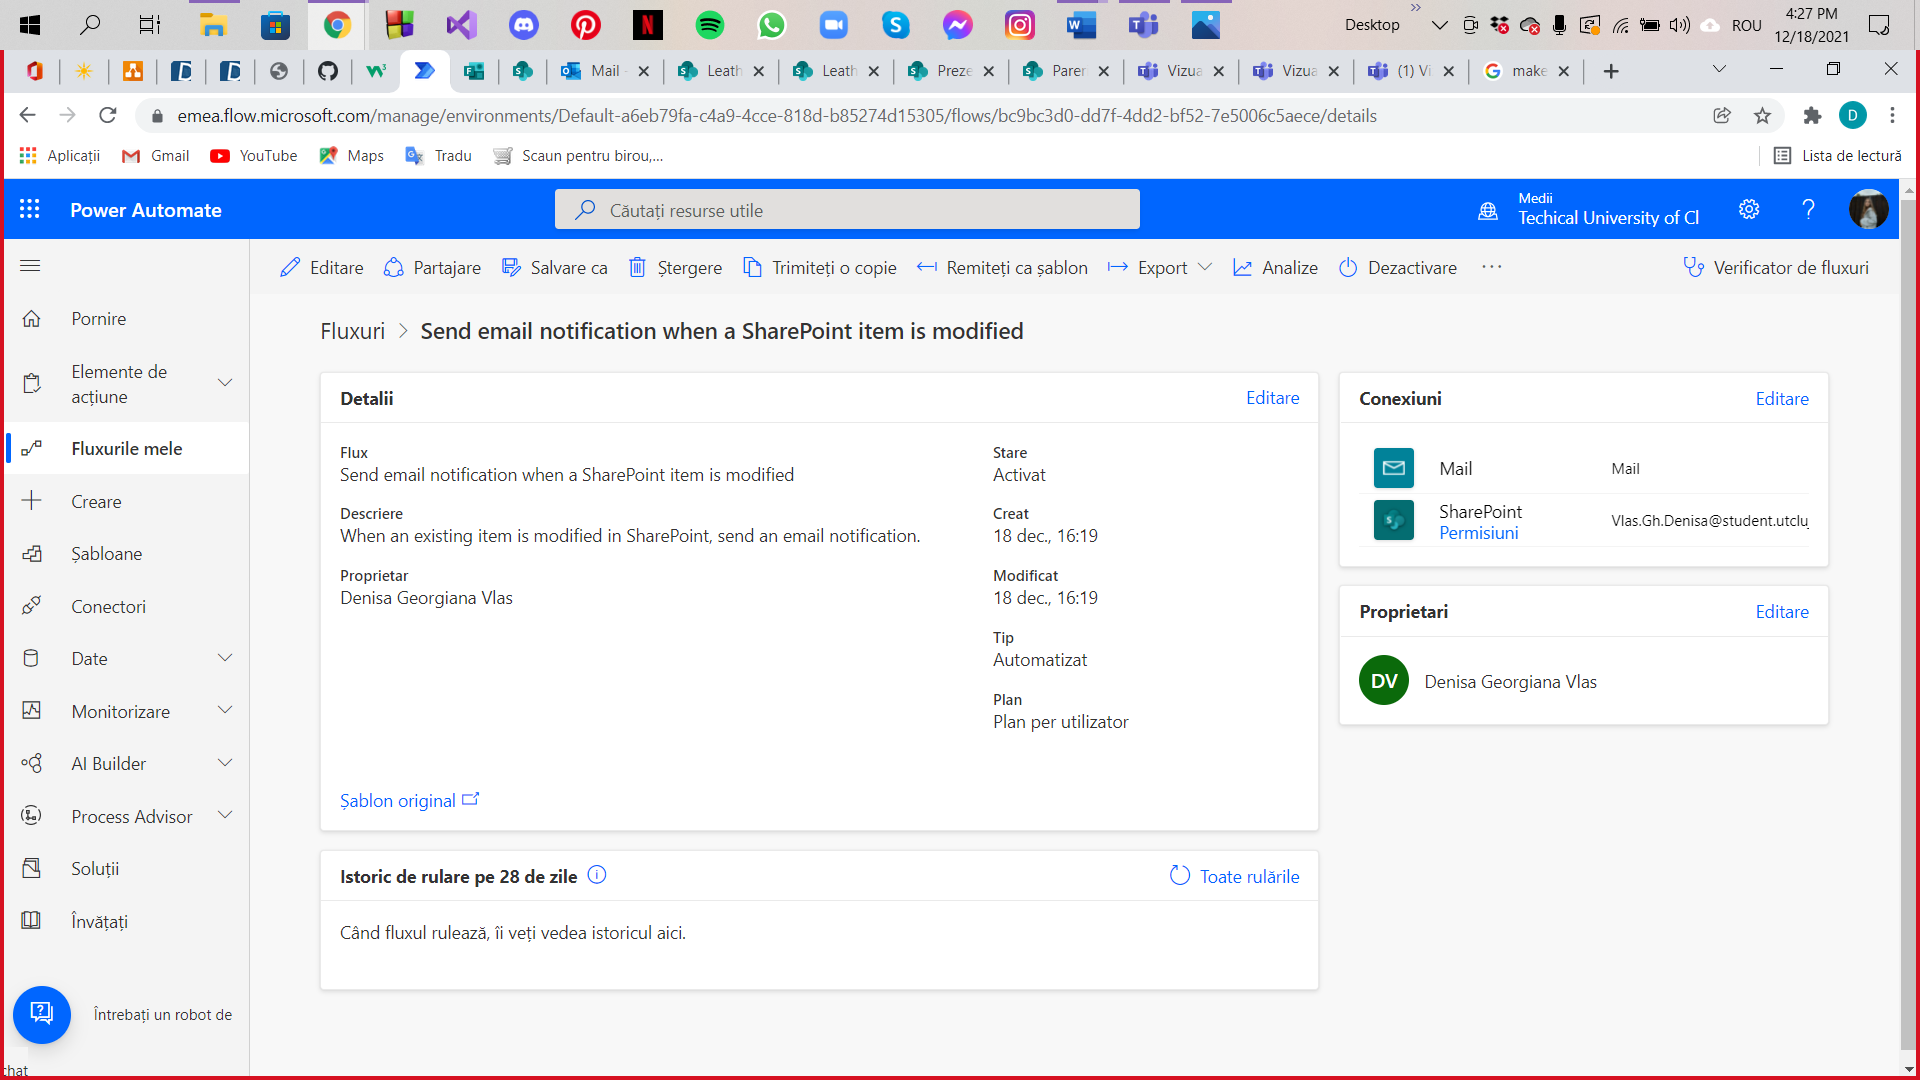 Desktop
ROU
4:27 PM
12/18/2021
Mail
Leath
Leath
Preze
Parer
Vizua
Vizua
(1) Vi
make
emea.flow.microsoft.com/manage/environments/Default-a6eb79fa-c4a9-4cce-818d-b85274d15305/flows/bc9bc3d0-dd7f-4dd2-bf52-7e5006c5aece/details
D
Aplicații
Gmail
YouTube
Maps
Tradu
Scaun pentru birou,...
Lista de lectură
Power Automate
Căutați resurse utile
Medii
Techical University of Cl
Editare
Partajare
Salvare ca
Ștergere
Trimiteți o copie
Remiteți ca șablon
Export
Analize
Dezactivare
Verificator de fluxuri
Pornire
Elemente de
acțiune
Fluxurile mele
Creare
Șabloane
Conectori
Date
Monitorizare
AI Builder
Process Advisor
Soluții
Învățați
Întrebați un robot de
chat
Fluxuri > Send email notification when a SharePoint item is modified
Detalii
Editare
Flux
Send email notification when a SharePoint item is modified
Descriere
When an existing item is modified in SharePoint, send an email notification.
Proprietar
Denisa Georgiana Vlas
Stare
Activat
Creat
18 dec., 16:19
Modificat
18 dec., 16:19
Tip
Automatizat
Plan
Plan per utilizator
Șablon original
Istoric de rulare pe 28 de zile
Toate rulările
Când fluxul rulează, îi veți vedea istoricul aici.
Conexiuni
Editare
Mail
Mail
SharePoint
Permisiuni
Vlas.Gh.Denisa@student.utclu
Proprietari
Editare
DV
Denisa Georgiana Vlas